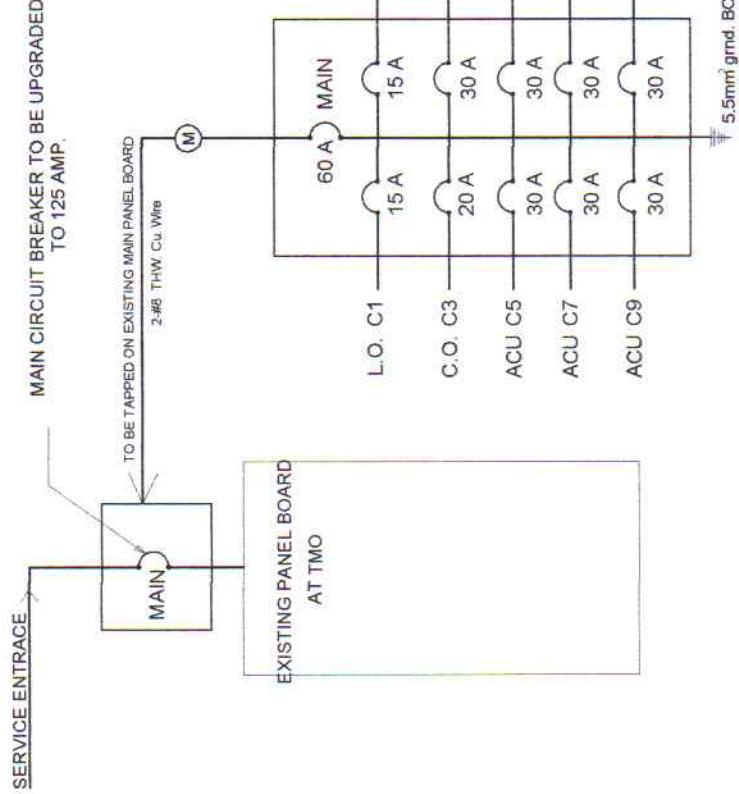 MAIN CIRCUIT BREAKER TO BE UPGRADED
TO 125 AMP.
SERVICE ENTRACE
TO BE TAPPED ON EXISTING MAIN PANEL BOARD
2-#8 THW. Cu. Wire
M
MAIN
EXISTING PANEL BOARD
AT TMO
60 A
MAIN
L.O. C1
15 A
15 A
C.O. C3
20 A
30 A
ACU C5
30 A
30 A
ACU C7
30 A
30 A
ACU C9
30 A
30 A
5.5mm² grnd.